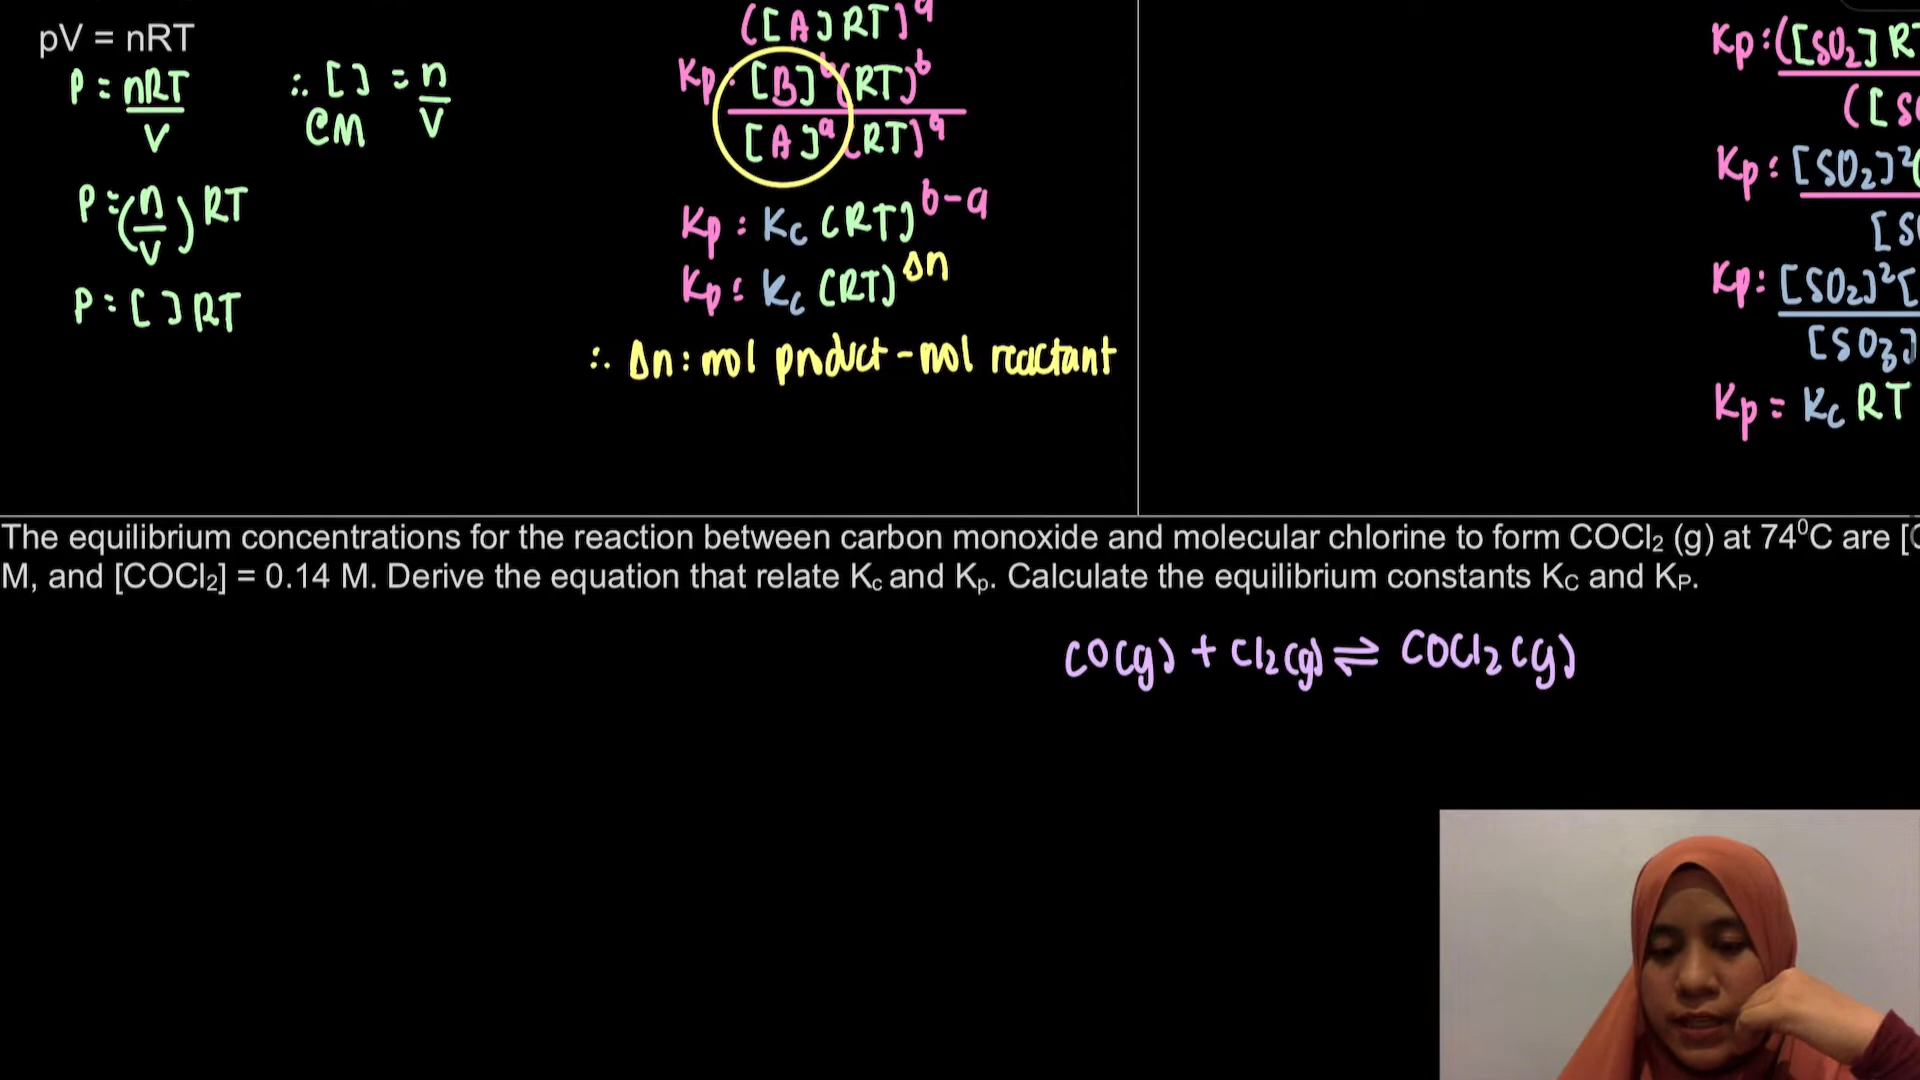 pV = nRT
P = nRT
V
∴ [ ] = n
CM V
P = (n
V) RT
P = [ ] RT
([A]RT)ᵃ
Kp : [B]ᵇ(RT)ᵇ
[A]ᵃ(RT)ᵃ
Kp : Kc (RT)ᵇ⁻ᵃ
Kp : Kc (RT)^Δn
∴ Δn : mol product - mol reactant
Kp : ([SO₂] R
([S
Kp : [SO₂]²
[S
Kp : [SO₂]²[
[SO₃]
Kp = Kc RT
The equilibrium concentrations for the reaction between carbon monoxide and molecular chlorine to form COCl₂ (g) at 74⁰C are [
M, and [COCl₂] = 0.14 M. Derive the equation that relate Kc and Kp. Calculate the equilibrium constants KC and KP.
CO(g) + Cl₂(g) ⇌ COCl₂(g)